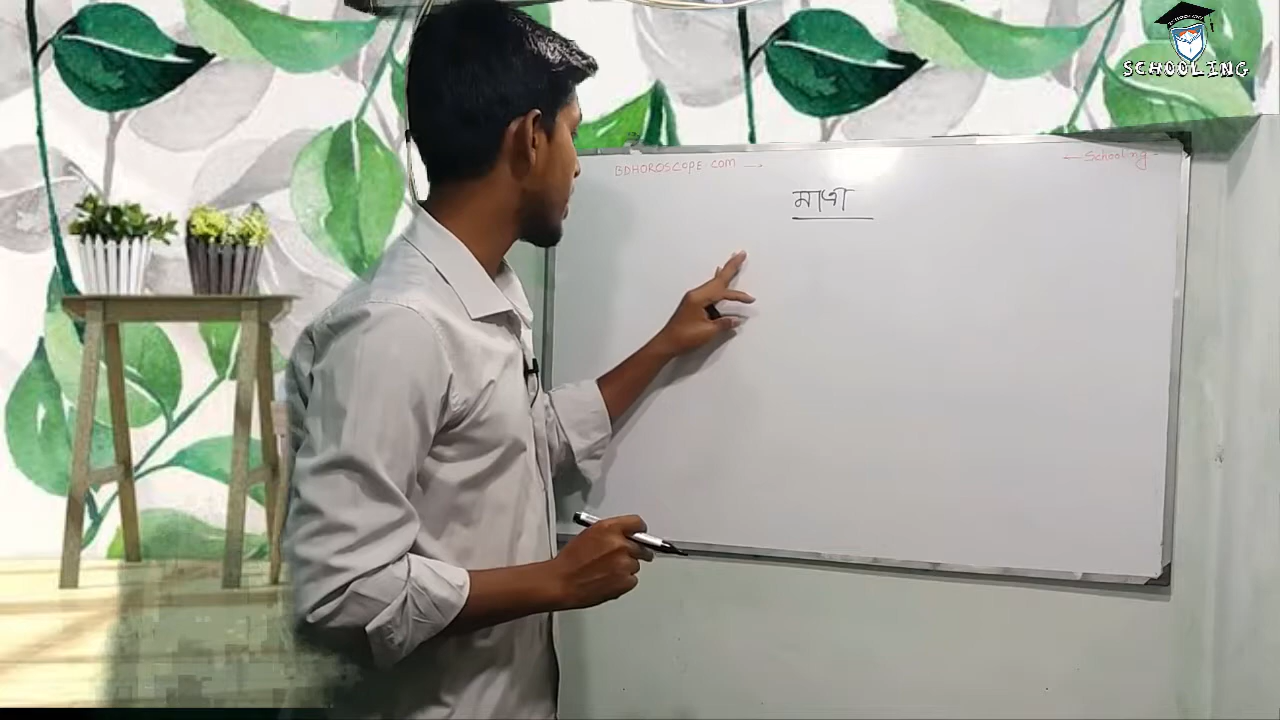 SCHOOLING
BDHOROSCOPE.COM →
← Schooling
মাত্রা